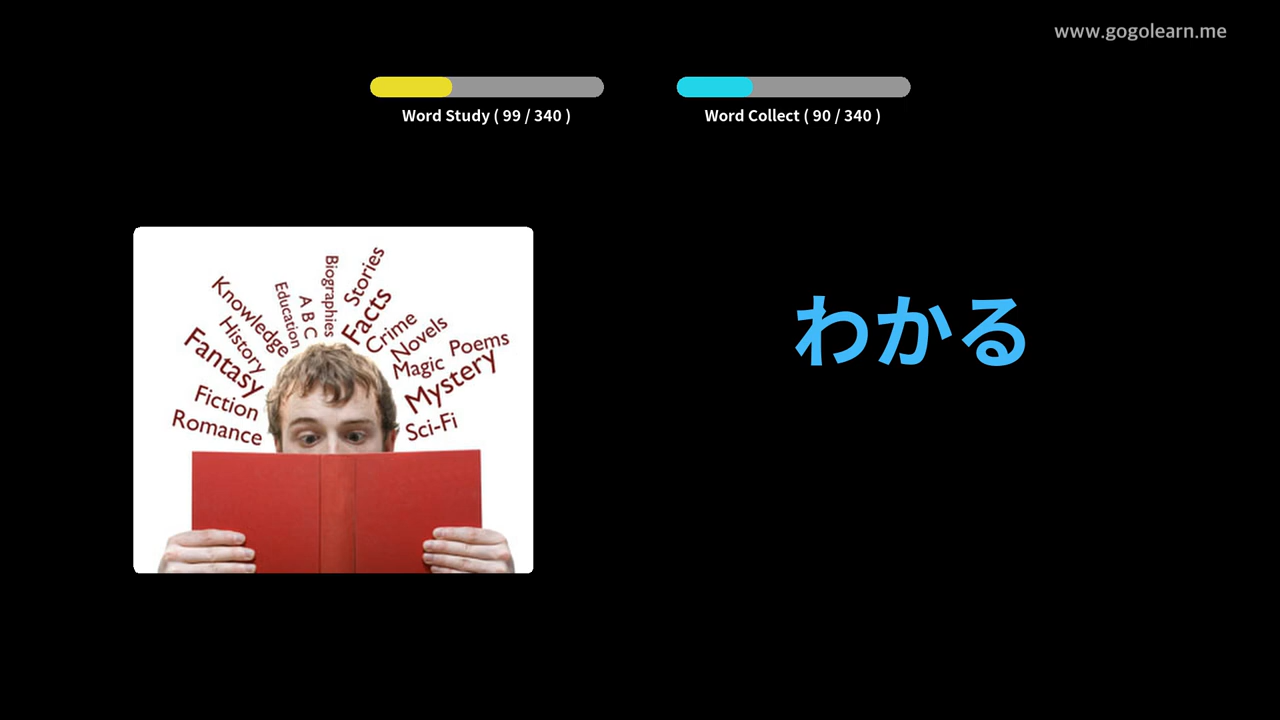 www.gogolearn.me
Word Study ( 99 / 340 )
Word Collect ( 90 / 340 )
Biographies
Stories
Education
A B C
Facts
Knowledge
Crime
History
Novels
Poems
Fantasy
Magic
Mystery
Fiction
Romance
Sci-Fi
わかる